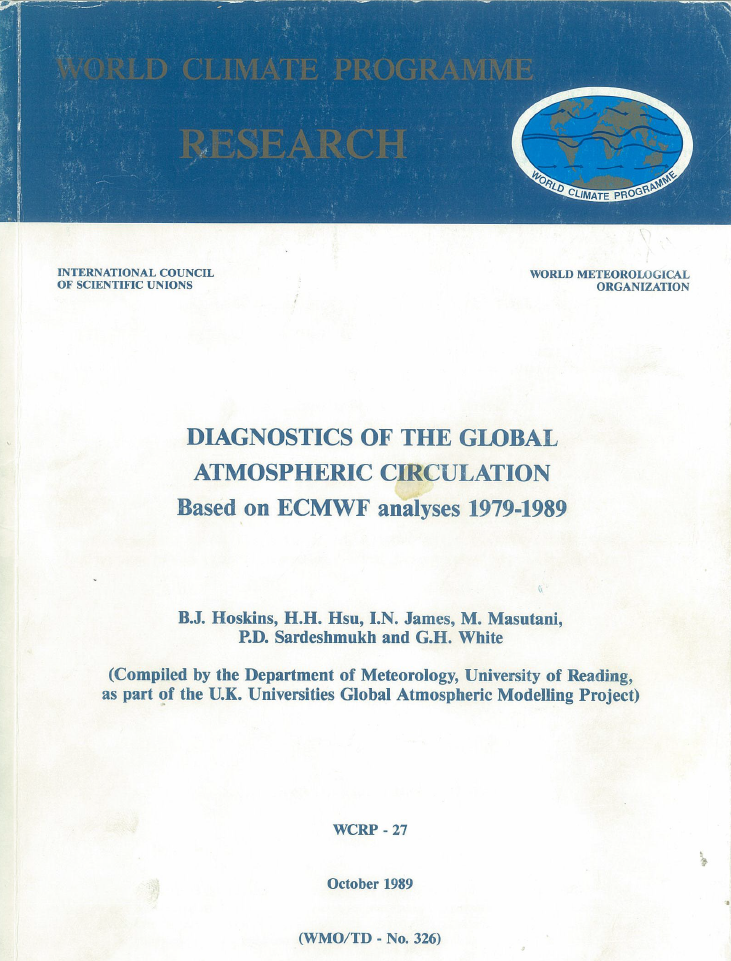 WORLD CLIMATE PROGRAMME
RESEARCH
WORLD CLIMATE PROGRAMME
INTERNATIONAL COUNCIL
OF SCIENTIFIC UNIONS
WORLD METEOROLOGICAL
ORGANIZATION
DIAGNOSTICS OF THE GLOBAL
ATMOSPHERIC CIRCULATION
Based on ECMWF analyses 1979-1989
B.J. Hoskins, H.H. Hsu, I.N. James, M. Masutani,
P.D. Sardeshmukh and G.H. White
(Compiled by the Department of Meteorology, University of Reading,
as part of the U.K. Universities Global Atmospheric Modelling Project)
WCRP - 27
October 1989
(WMO/TD - No. 326)